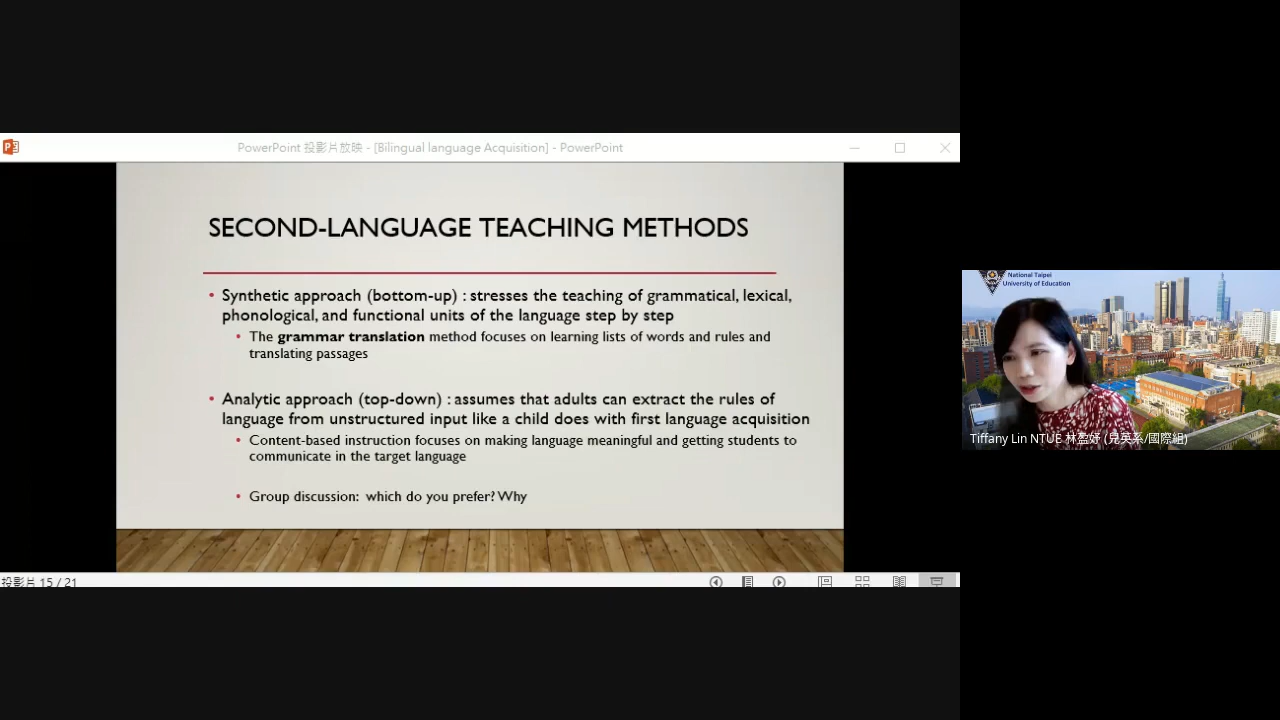 PowerPoint 投影片放映 - [Bilingual language Acquisition] - PowerPoint
SECOND-LANGUAGE TEACHING METHODS
• Synthetic approach (bottom-up) : stresses the teaching of grammatical, lexical,
phonological, and functional units of the language step by step
• The grammar translation method focuses on learning lists of words and rules and
translating passages
• Analytic approach (top-down) : assumes that adults can extract the rules of
language from unstructured input like a child does with first language acquisition
• Content-based instruction focuses on making language meaningful and getting students to
communicate in the target language
• Group discussion: which do you prefer? Why
投影片 15 / 21
National Taipei
University of Education
Tiffany Lin NTUE 林盈妤 (兒英系/國際組)